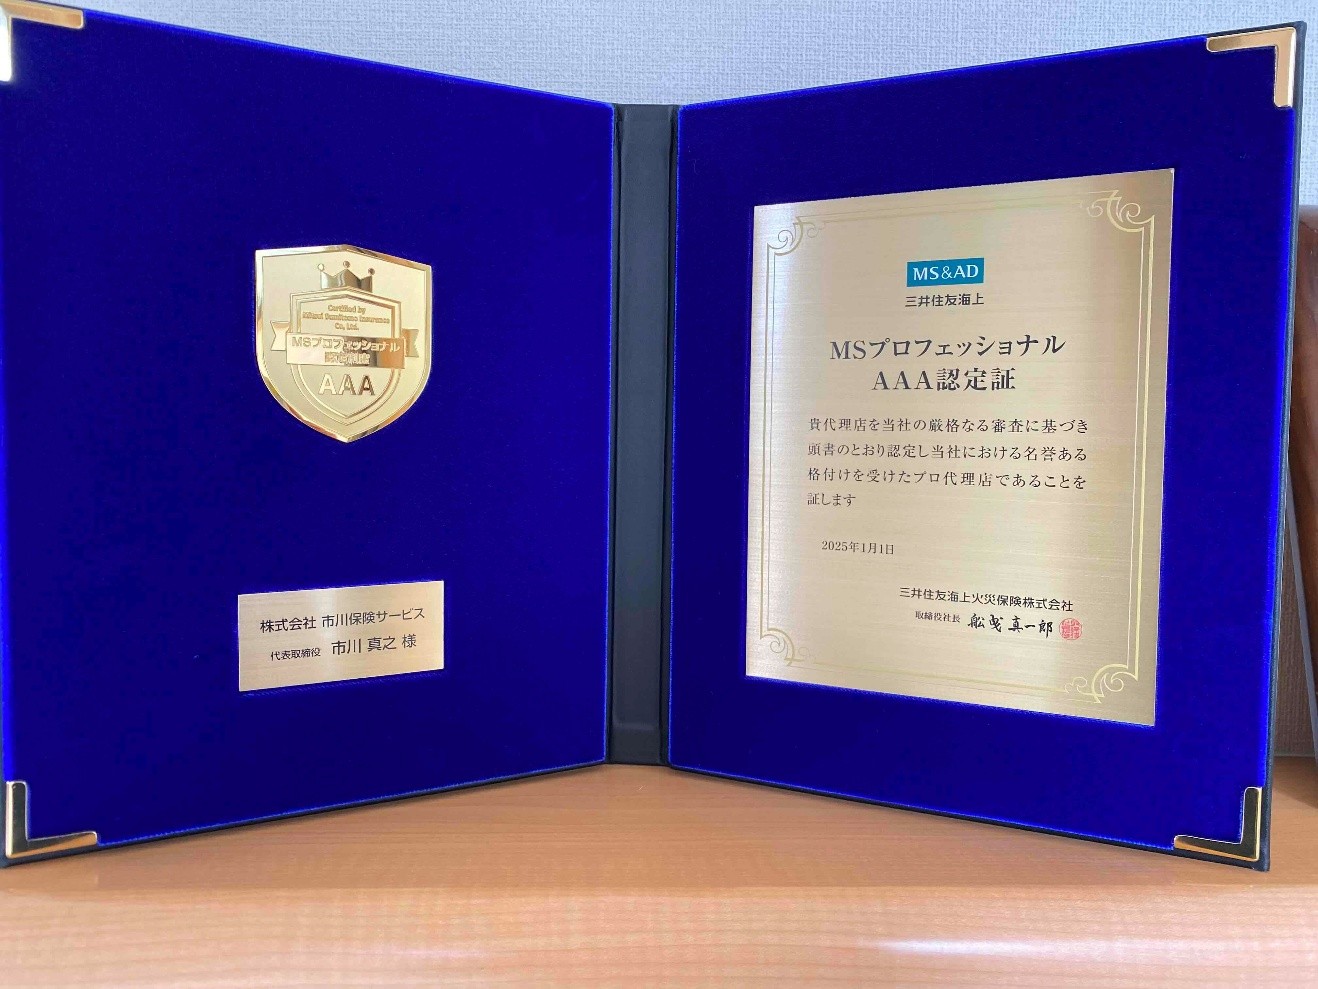 Certified by
Mitsui Sumitomo Insurance
Co., Ltd.
MSプロフェッショナル
認定制度
AAA
株式会社 市川保険サービス
代表取締役 市川 真之 様
MS&AD
三井住友海上
MSプロフェッショナル
AAA認定証
貴代理店を当社の厳格なる審査に基づき
頭書のとおり認定し当社における名誉ある
格付けを受けたプロ代理店であることを
証します
2025年1月1日
三井住友海上火災保険株式会社
取締役社長 舩曵真一郎